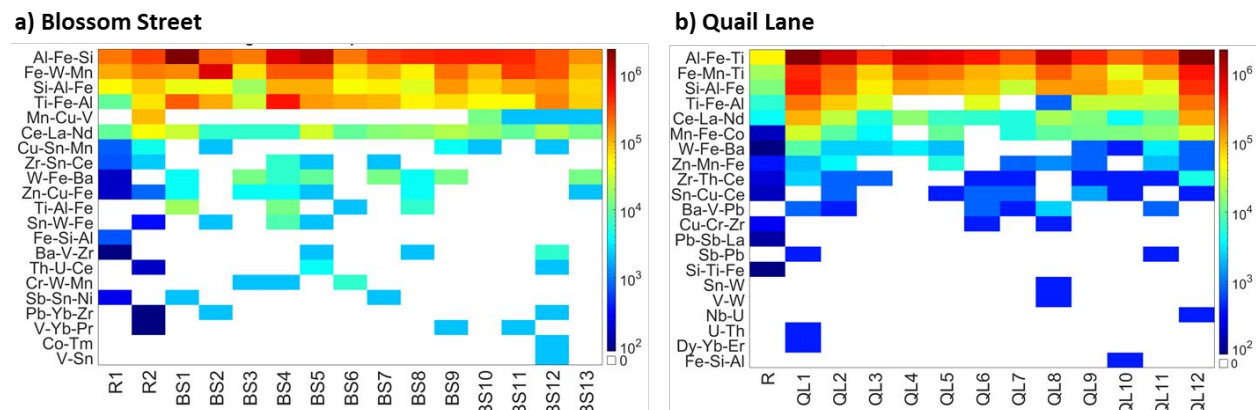 a) Blossom Street
Al-Fe-Si
Fe-W-Mn
Si-Al-Fe
Ti-Fe-Al
Mn-Cu-V
Ce-La-Nd
Cu-Sn-Mn
Zr-Sn-Ce
W-Fe-Ba
Zn-Cu-Fe
Ti-Al-Fe
Sn-W-Fe
Fe-Si-Al
Ba-V-Zr
Th-U-Ce
Cr-W-Mn
Sb-Sn-Ni
Pb-Yb-Zr
V-Yb-Pr
Co-Tm
V-Sn
R1 R2 BS1 BS2 BS3 BS4 BS5 BS6 BS7 BS8 BS9 BS10 BS11 BS12 BS13
10^6
10^5
10^4
10^3
10^2
0
b) Quail Lane
Al-Fe-Ti
Fe-Mn-Ti
Si-Al-Fe
Ti-Fe-Al
Ce-La-Nd
Mn-Fe-Co
W-Fe-Ba
Zn-Mn-Fe
Zr-Th-Ce
Sn-Cu-Ce
Ba-V-Pb
Cu-Cr-Zr
Pb-Sb-La
Sb-Pb
Si-Ti-Fe
Sn-W
V-W
Nb-U
U-Th
Dy-Yb-Er
Fe-Si-Al
R QL1 QL2 QL3 QL4 QL5 QL6 QL7 QL8 QL9 QL10 QL11 QL12
10^6
10^5
10^4
10^3
10^2
0